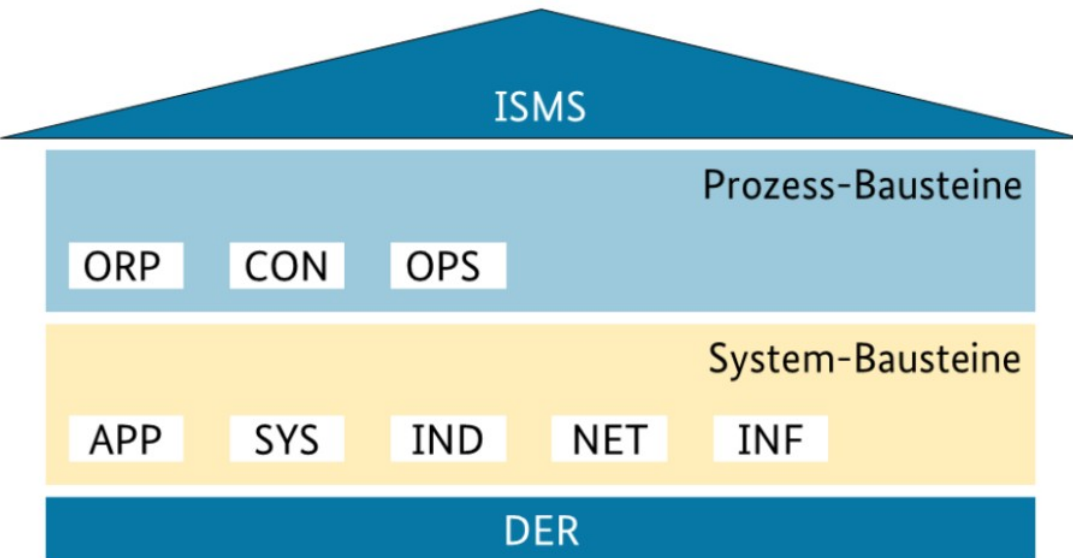 ISMS
Prozess-Bausteine
ORP CON OPS
System-Bausteine
APP SYS IND NET INF
DER